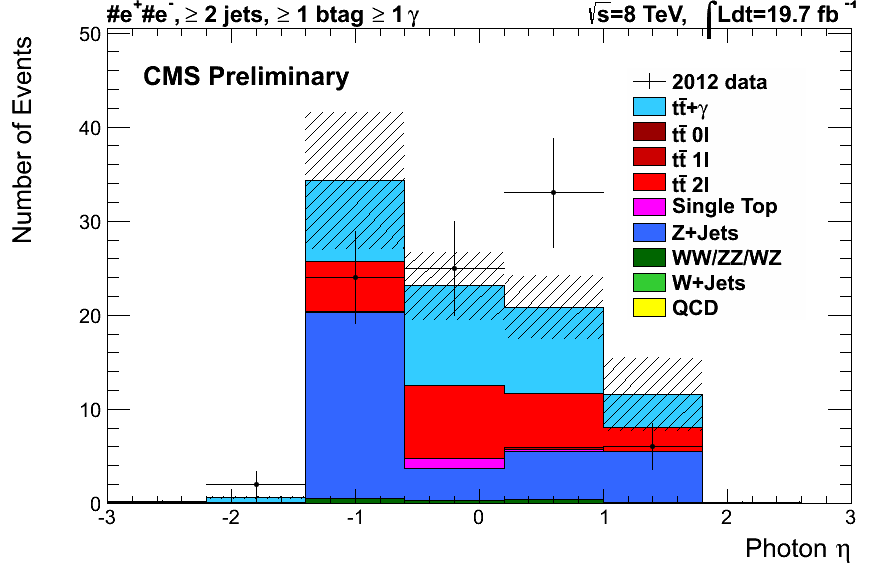 #e⁺#e⁻, ≥ 2 jets, ≥ 1 btag ≥ 1 γ
√s=8 TeV, ∫Ldt=19.7 fb⁻¹
CMS Preliminary
Number of Events
50
40
30
20
10
0
2012 data
tt̄+γ
tt̄ 0l
tt̄ 1l
tt̄ 2l
Single Top
Z+Jets
WW/ZZ/WZ
W+Jets
QCD
-3 -2 -1 0 1 2 3
Photon η